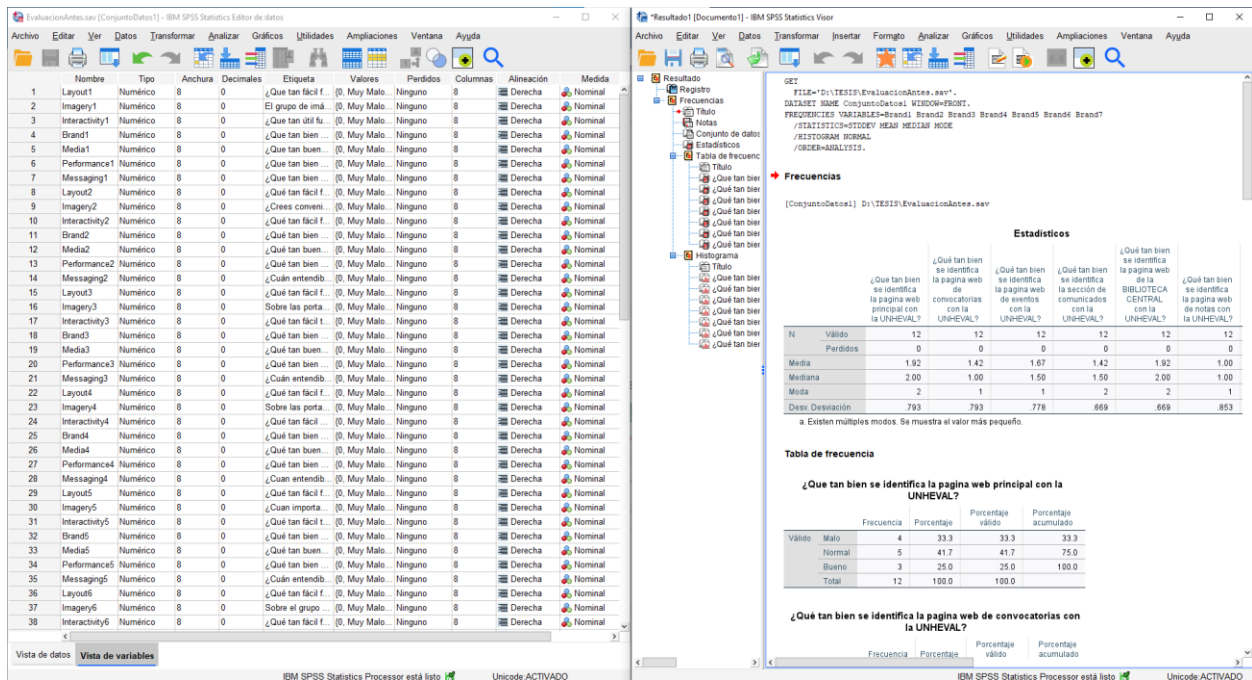 EvaluacionAntes.sav [ConjuntoDatos1] - IBM SPSS Statistics Editor de datos
Archivo Editar Ver Datos Transformar Analizar Gráficos Utilidades Ampliaciones Ventana Ayuda
Nombre Tipo Anchura Decimales Etiqueta Valores Perdidos Columnas Alineación Medida
1 Layout1 Numérico 8 0 ¿Que tan fácil f... {0, Muy Malo... Ninguno 8 Derecha Nominal
2 Imagery1 Numérico 8 0 El grupo de imá... {0, Muy Malo... Ninguno 8 Derecha Nominal
3 Interactivity1 Numérico 8 0 ¿Que tan útil fu... {0, Muy Malo... Ninguno 8 Derecha Nominal
4 Brand1 Numérico 8 0 ¿Que tan bien ... {0, Muy Malo... Ninguno 8 Derecha Nominal
5 Media1 Numérico 8 0 ¿Que tan buen... {0, Muy Malo... Ninguno 8 Derecha Nominal
6 Performance1 Numérico 8 0 ¿Que tan bien ... {0, Muy Malo... Ninguno 8 Derecha Nominal
7 Messaging1 Numérico 8 0 ¿Que tan ... {0, Muy Malo... Ninguno 8 Derecha Nominal
8 Layout2 Numérico 8 0 ¿Qué tan fácil f... {0, Muy Malo... Ninguno 8 Derecha Nominal
9 Imagery2 Numérico 8 0 ¿Crees conveni... {0, Muy Malo... Ninguno 8 Derecha Nominal
10 Interactivity2 Numérico 8 0 ¿Qué tan fácil f... {0, Muy Malo... Ninguno 8 Derecha Nominal
11 Brand2 Numérico 8 0 ¿Qué tan bien ... {0, Muy Malo... Ninguno 8 Derecha Nominal
12 Media2 Numérico 8 0 ¿Qué tan buen... {0, Muy Malo... Ninguno 8 Derecha Nominal
13 Performance2 Numérico 8 0 ¿Qué tan bien ... {0, Muy Malo... Ninguno 8 Derecha Nominal
14 Messaging2 Numérico 8 0 ¿Cuán entendib... {0, Muy Malo... Ninguno 8 Derecha Nominal
15 Layout3 Numérico 8 0 ¿Qué tan fácil f... {0, Muy Malo... Ninguno 8 Derecha Nominal
16 Imagery3 Numérico 8 0 Sobre las porta... {0, Muy Malo... Ninguno 8 Derecha Nominal
17 Interactivity3 Numérico 8 0 ¿Qué tan fácil t... {0, Muy Malo... Ninguno 8 Derecha Nominal
18 Brand3 Numérico 8 0 ¿Qué tan bien ... {0, Muy Malo... Ninguno 8 Derecha Nominal
19 Media3 Numérico 8 0 ¿Qué tan buen... {0, Muy Malo... Ninguno 8 Derecha Nominal
20 Performance3 Numérico 8 0 ¿Qué tan bien ... {0, Muy Malo... Ninguno 8 Derecha Nominal
21 Messaging3 Numérico 8 0 ¿Cuán entendib... {0, Muy Malo... Ninguno 8 Derecha Nominal
22 Layout4 Numérico 8 0 ¿Qué tan fácil f... {0, Muy Malo... Ninguno 8 Derecha Nominal
23 Imagery4 Numérico 8 0 Sobre las porta... {0, Muy Malo... Ninguno 8 Derecha Nominal
24 Interactivity4 Numérico 8 0 ¿Qué tan fácil ... {0, Muy Malo... Ninguno 8 Derecha Nominal
25 Brand4 Numérico 8 0 ¿Qué tan bien ... {0, Muy Malo... Ninguno 8 Derecha Nominal
26 Media4 Numérico 8 0 ¿Qué tan buen... {0, Muy Malo... Ninguno 8 Derecha Nominal
27 Performance4 Numérico 8 0 ¿Qué tan bien ... {0, Muy Malo... Ninguno 8 Derecha Nominal
28 Messaging4 Numérico 8 0 ¿Cuan entendib... {0, Muy Malo... Ninguno 8 Derecha Nominal
29 Layout5 Numérico 8 0 ¿Qué tan fácil f... {0, Muy Malo... Ninguno 8 Derecha Nominal
30 Imagery5 Numérico 8 0 ¿Cuan importa... {0, Muy Malo... Ninguno 8 Derecha Nominal
31 Interactivity5 Numérico 8 0 ¿Qué tan fácil t... {0, Muy Malo... Ninguno 8 Derecha Nominal
32 Brand5 Numérico 8 0 ¿Qué tan bien ... {0, Muy Malo... Ninguno 8 Derecha Nominal
33 Media5 Numérico 8 0 ¿Qué tan buen... {0, Muy Malo... Ninguno 8 Derecha Nominal
34 Performance5 Numérico 8 0 ¿Qué tan bien ... {0, Muy Malo... Ninguno 8 Derecha Nominal
35 Messaging5 Numérico 8 0 ¿Cuán entendib... {0, Muy Malo... Ninguno 8 Derecha Nominal
36 Layout6 Numérico 8 0 ¿Qué tan fácil f... {0, Muy Malo... Ninguno 8 Derecha Nominal
37 Imagery6 Numérico 8 0 Sobre el grupo ... {0, Muy Malo... Ninguno 8 Derecha Nominal
38 Interactivity6 Numérico 8 0 ¿Qué tan fácil f... {0, Muy Malo... Ninguno 8 Derecha Nominal
Vista de datos Vista de variables
IBM SPSS Statistics Processor está listo Unicode:ACTIVADO
*Resultado1 [Documento1] - IBM SPSS Statistics Visor
Archivo Editar Ver Datos Transformar Insertar Formato Analizar Gráficos Utilidades Ampliaciones Ventana Ayuda
Resultado
Registro
Frecuencias
Título
Notas
Conjunto de datos
Estadísticos
Tabla de frecuenc
Título
¿Que tan bier
¿Qué tan bier
¿Qué tan bier
¿Qué tan bier
¿Qué tan bier
¿Qué tan bier
¿Qué tan bier
Histograma
Título
¿Que tan bier
¿Qué tan bier
¿Qué tan bier
¿Qué tan bier
¿Qué tan bier
¿Qué tan bier
¿Qué tan bier
GET
FILE='D:\TESIS\EvaluacionAntes.sav'.
DATASET NAME ConjuntoDatos1 WINDOW=FRONT.
FREQUENCIES VARIABLES=Brand1 Brand2 Brand3 Brand4 Brand5 Brand6 Brand7
/STATISTICS=STDDEV MEAN MEDIAN MODE
/HISTOGRAM NORMAL
/ORDER=ANALYSIS.
Frecuencias
[ConjuntoDatos1] D:\TESIS\EvaluacionAntes.sav
Estadísticos
¿Que tan bien se identifica la pagina web principal con la UNHEVAL?
¿Qué tan bien se identifica la pagina web de convocatorias con la UNHEVAL?
¿Qué tan bien se identifica la pagina web de eventos con la UNHEVAL?
¿Qué tan bien se identifica la sección de comunicados con la UNHEVAL?
¿Qué tan bien se identifica la pagina web de la BIBLIOTECA CENTRAL con la UNHEVAL?
¿Qué tan bien se identifica la pagina web de notas con la UNHEVAL?
N Válido 12 12 12 12 12 12
Perdidos 0 0 0 0 0 0
Media 1.92 1.42 1.67 1.42 1.92 1.00
Mediana 2.00 1.00 1.50 1.50 2.00 1.00
Moda 2 1 1 2 2 1
Desv. Desviación .793 .793 .778 .669 .669 .853
a. Existen múltiples modos. Se muestra el valor más pequeño.
Tabla de frecuencia
¿Que tan bien se identifica la pagina web principal con la
UNHEVAL?
Frecuencia Porcentaje Porcentaje válido Porcentaje acumulado
Válido Malo 4 33.3 33.3 33.3
Normal 5 41.7 41.7 75.0
Bueno 3 25.0 25.0 100.0
Total 12 100.0 100.0
¿Qué tan bien se identifica la pagina web de convocatorias con
la UNHEVAL?
Frecuencia Porcentaje Porcentaje válido Porcentaje acumulado
IBM SPSS Statistics Processor está listo Unicode:ACTIVADO